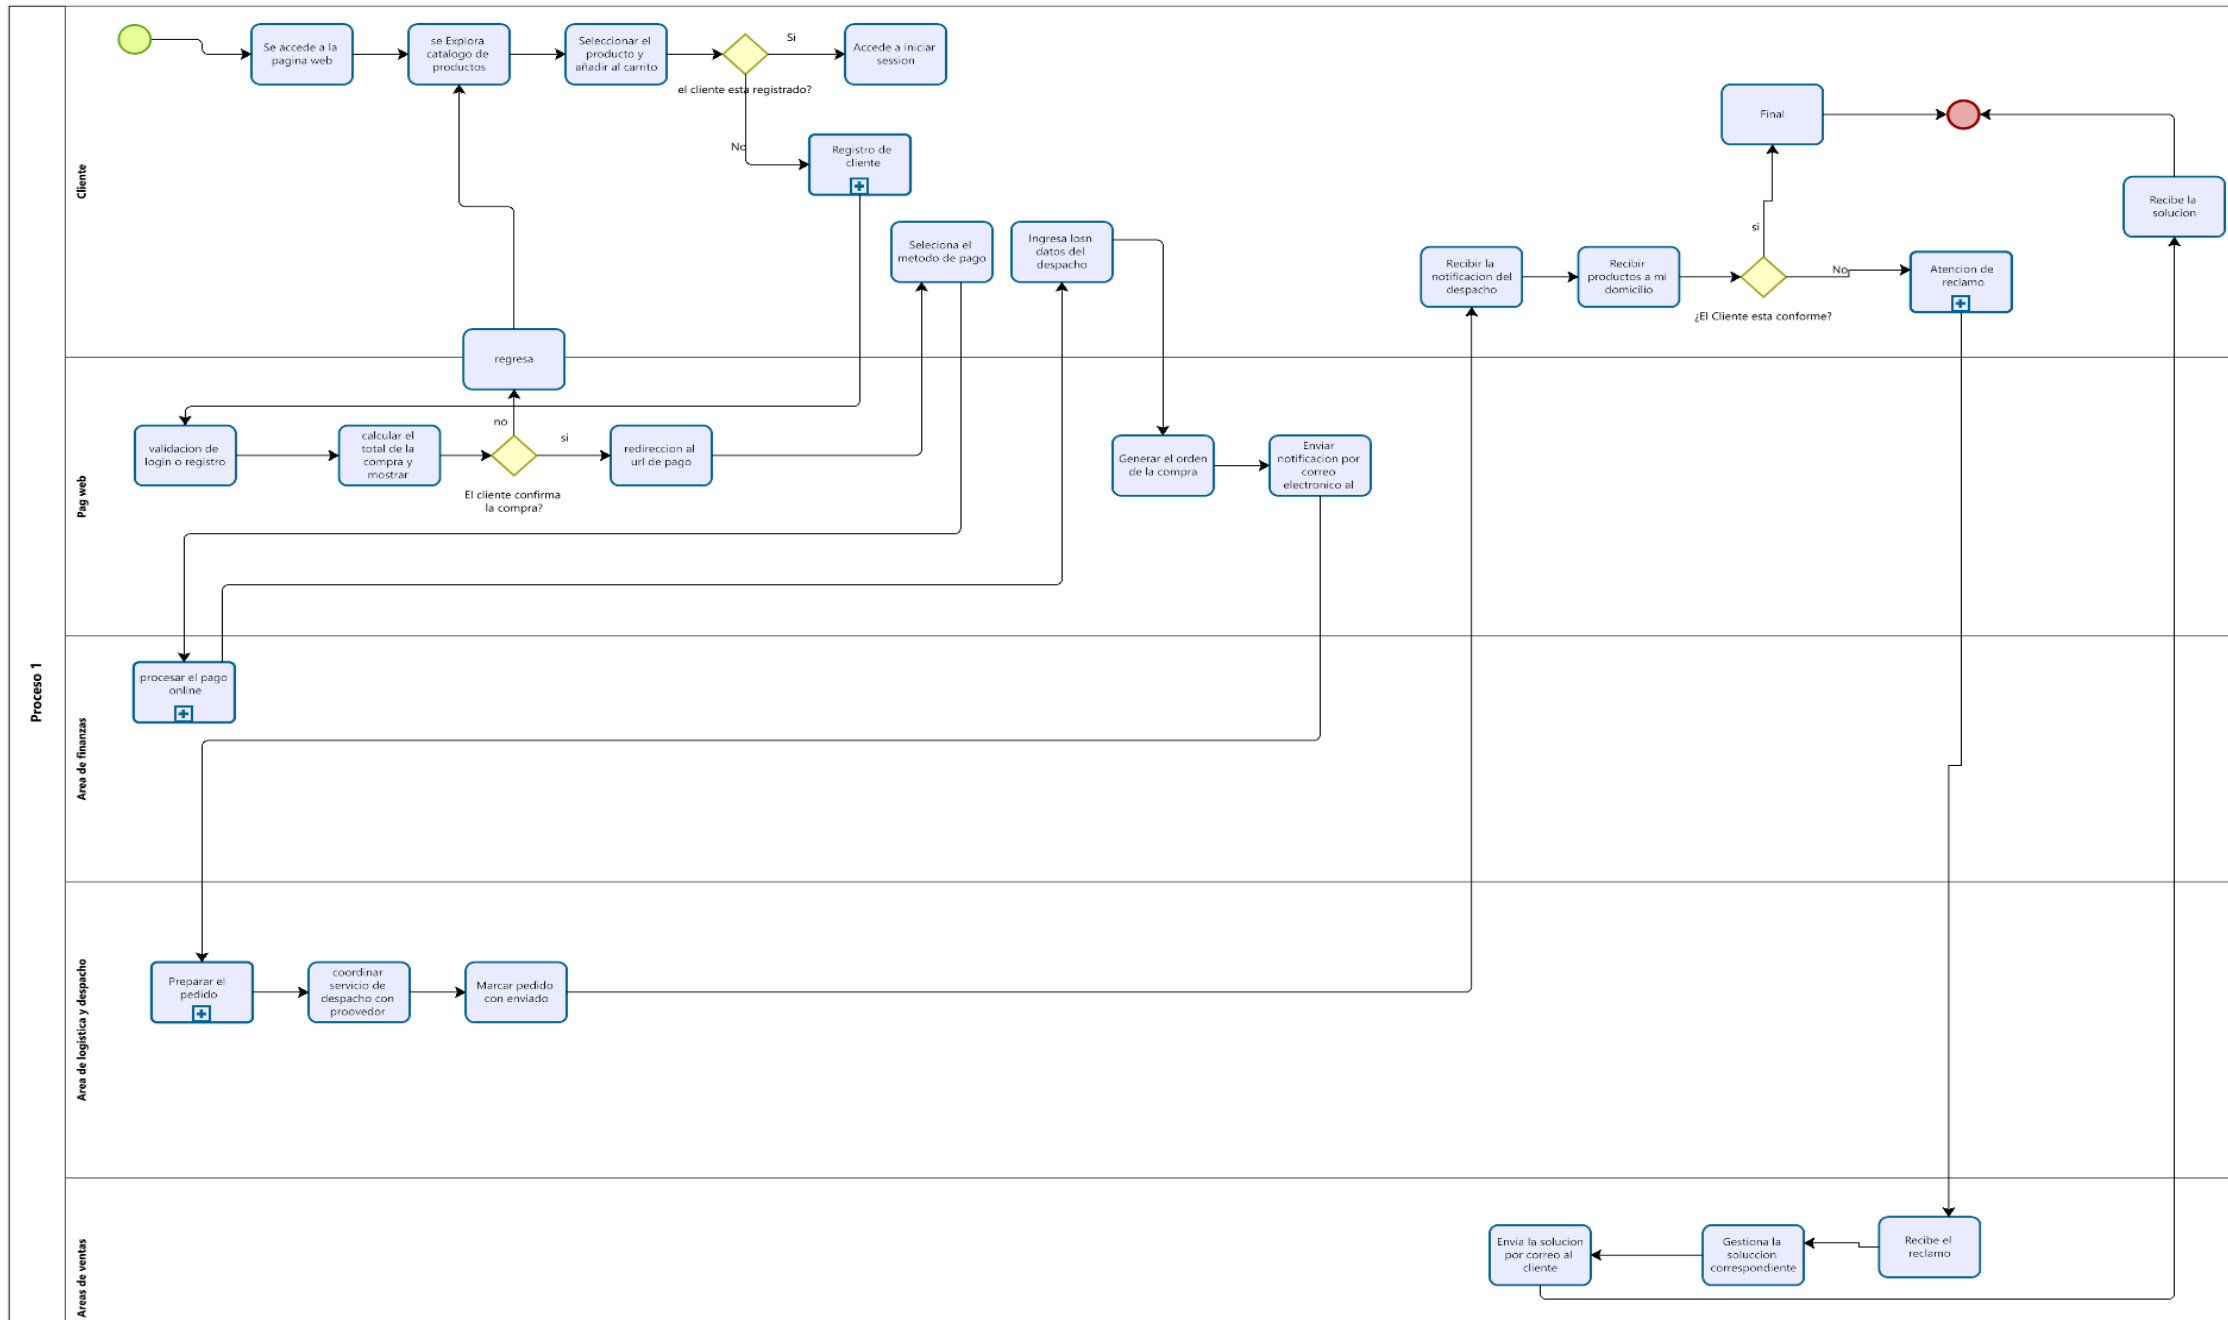 Proceso 1
Cliente
Se accede a la
pagina web
se Explora
catalogo de
productos
Seleccionar el
producto y
añadir al carrito
Si
el cliente esta registrado?
Accede a iniciar
session
No
Registro de
cliente
Seleciona el
metodo de pago
Ingresa losn
datos del
despacho
Recibir la
notificacion del
despacho
Recibir
productos a mi
domicilio
si
¿El Cliente esta conforme?
No
Final
Atencion de
reclamo
Recibe la
solucion
regresa
Pag web
validacion de
login o registro
calcular el
total de la
compra y
mostrar
no
si
El cliente confirma
la compra?
redireccion al
url de pago
Generar el orden
de la compra
Enviar
notificacion por
correo
electronico al
Area de finanzas
procesar el pago
online
Area de logistica y despacho
Preparar el
pedido
coordinar
servicio de
despacho con
proovedor
Marcar pedido
con enviado
Areas de ventas
Envia la solucion
por correo al
cliente
Gestiona la
soluccion
correspondiente
Recibe el
reclamo